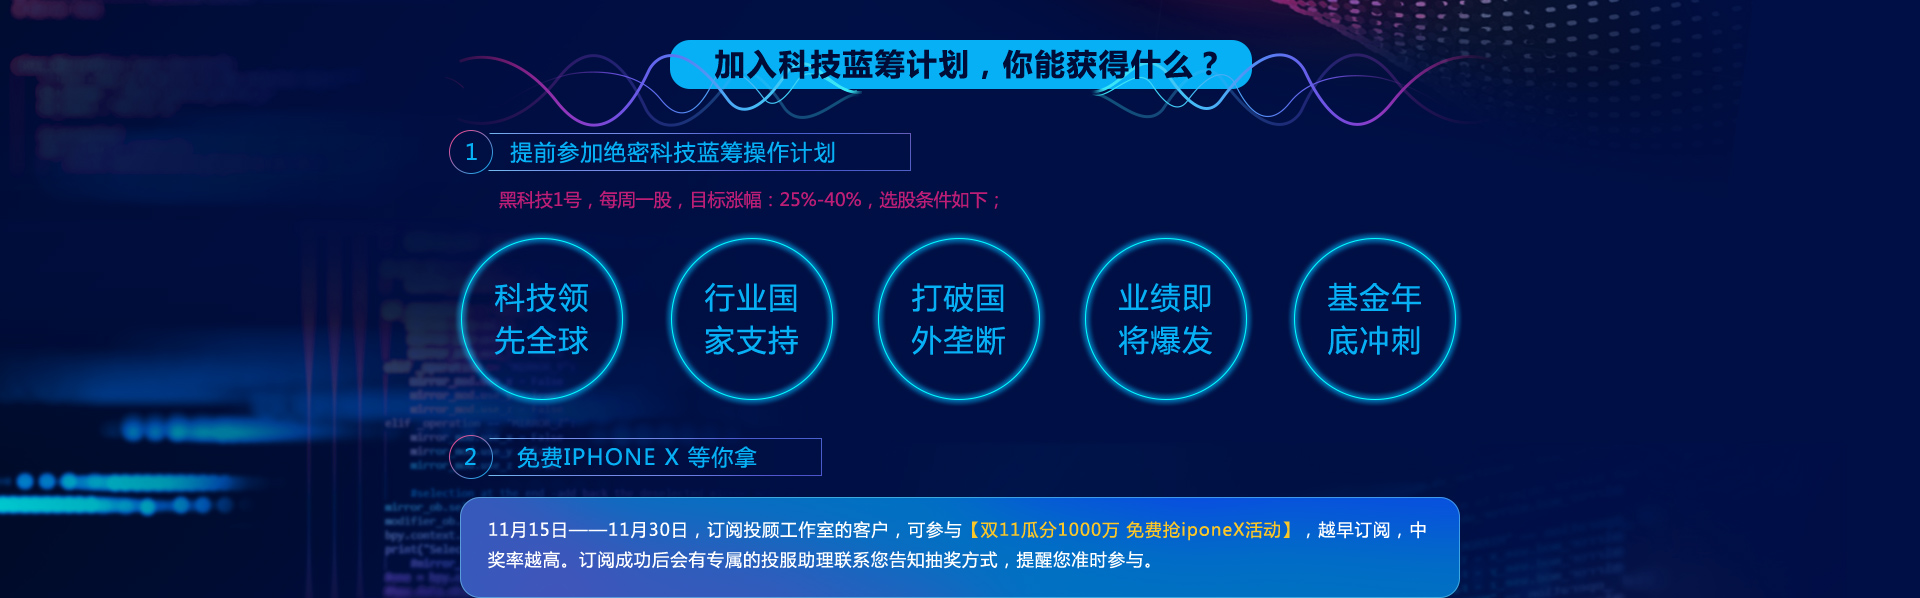 加入科技蓝筹计划，你能获得什么？
1 提前参加绝密科技蓝筹操作计划
黑科技1号，每周一股，目标涨幅：25%-40%，选股条件如下；
科技领
先全球
行业国
家支持
打破国
外垄断
业绩即
将爆发
基金年
底冲刺
2 免费IPHONE X 等你拿
11月15日——11月30日，订阅投顾工作室的客户，可参与【双11瓜分1000万 免费抢iponeX活动】，越早订阅，中
奖率越高。订阅成功后会有专属的投服助理联系您告知抽奖方式，提醒您准时参与。